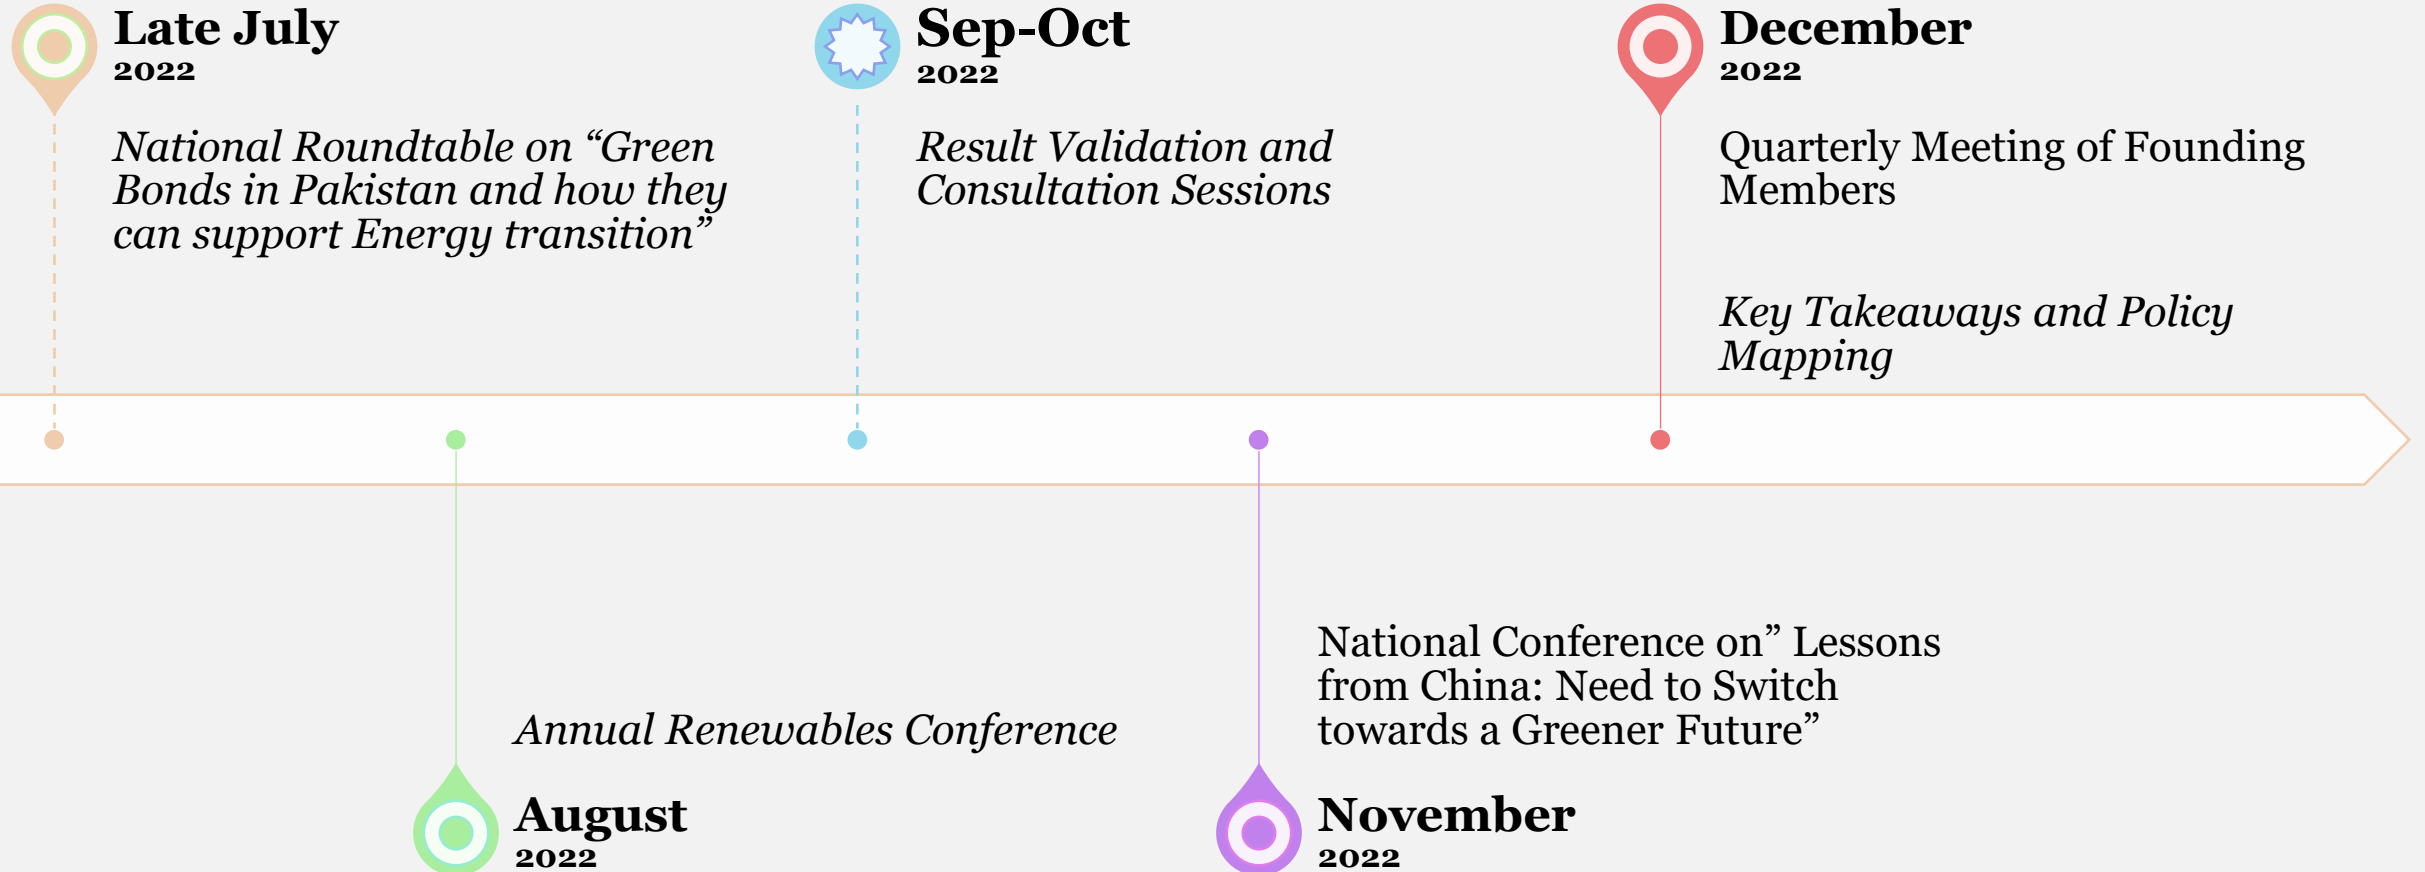 Late July
2022
National Roundtable on “Green
Bonds in Pakistan and how they
can support Energy transition”
Annual Renewables Conference
August
2022
Sep-Oct
2022
Result Validation and
Consultation Sessions
National Conference on” Lessons
from China: Need to Switch
towards a Greener Future”
November
2022
December
2022
Quarterly Meeting of Founding
Members
Key Takeaways and Policy
Mapping